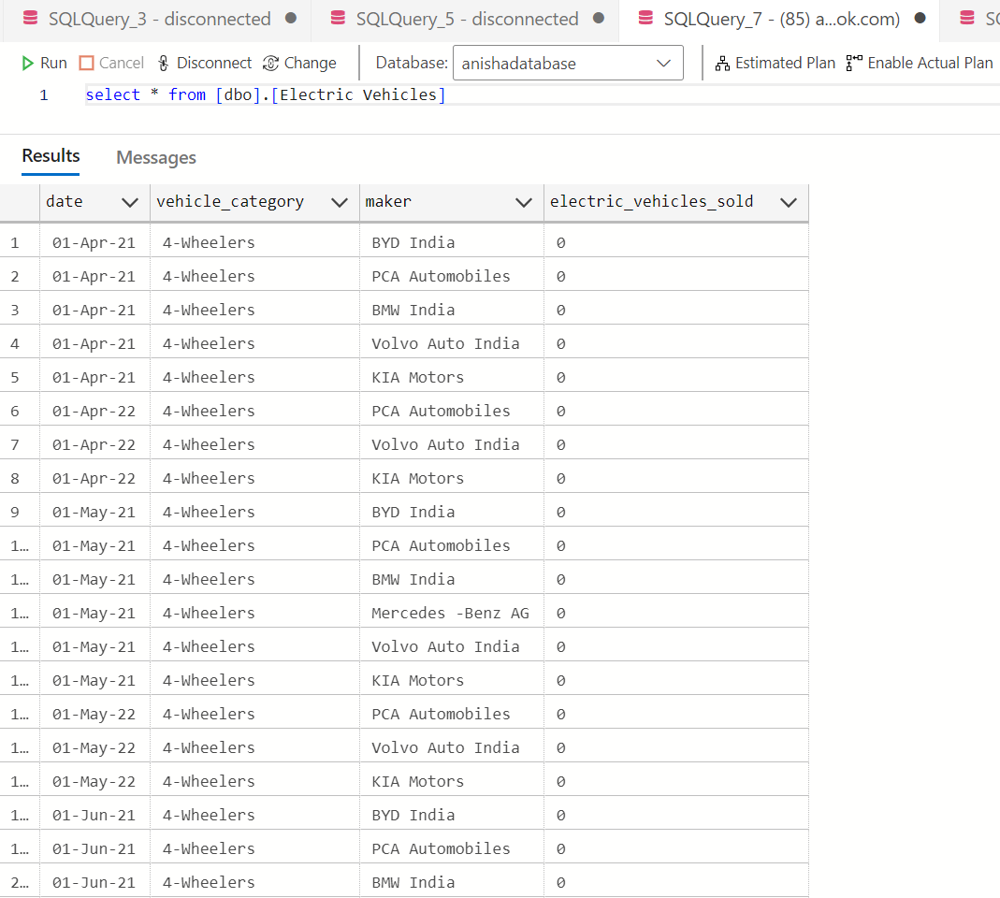 SQLQuery_3 - disconnected SQLQuery_5 - disconnected SQLQuery_7 - (85) a...ok.com)
Run Cancel Disconnect Change Database: anishadatabase Estimated Plan Enable Actual Plan
1 select * from [dbo].[Electric Vehicles]
Results Messages
date vehicle_category maker electric_vehicles_sold
1 01-Apr-21 4-Wheelers BYD India 0
2 01-Apr-21 4-Wheelers PCA Automobiles 0
3 01-Apr-21 4-Wheelers BMW India 0
4 01-Apr-21 4-Wheelers Volvo Auto India 0
5 01-Apr-21 4-Wheelers KIA Motors 0
6 01-Apr-22 4-Wheelers PCA Automobiles 0
7 01-Apr-22 4-Wheelers Volvo Auto India 0
8 01-Apr-22 4-Wheelers KIA Motors 0
9 01-May-21 4-Wheelers BYD India 0
1... 01-May-21 4-Wheelers PCA Automobiles 0
1... 01-May-21 4-Wheelers BMW India 0
1... 01-May-21 4-Wheelers Mercedes -Benz AG 0
1... 01-May-21 4-Wheelers Volvo Auto India 0
1... 01-May-21 4-Wheelers KIA Motors 0
1... 01-May-22 4-Wheelers PCA Automobiles 0
1... 01-May-22 4-Wheelers Volvo Auto India 0
1... 01-May-22 4-Wheelers KIA Motors 0
1... 01-Jun-21 4-Wheelers BYD India 0
1... 01-Jun-21 4-Wheelers PCA Automobiles 0
2... 01-Jun-21 4-Wheelers BMW India 0